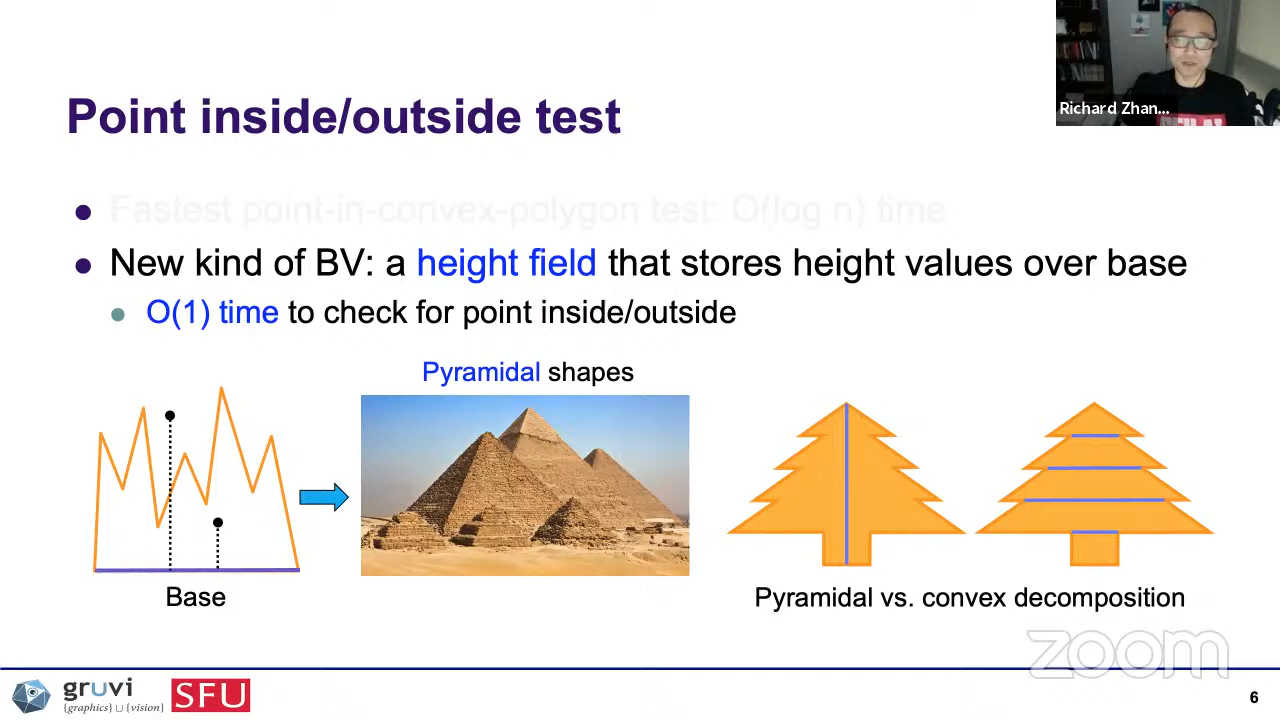 Richard Zhan...
Point inside/outside test
Fastest point-in-convex-polygon test: O(log n) time
New kind of BV: a height field that stores height values over base
O(1) time to check for point inside/outside
Pyramidal shapes
Base
Pyramidal vs. convex decomposition
zoom
gruvi
{graphics} ∪ {vision}
SFU
6